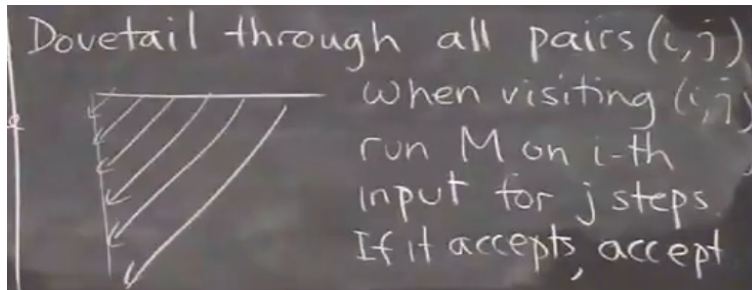 Dovetail through all pairs (i,j)
when visiting (i,j)
run M on i-th
input for j steps.
If it accepts, accept